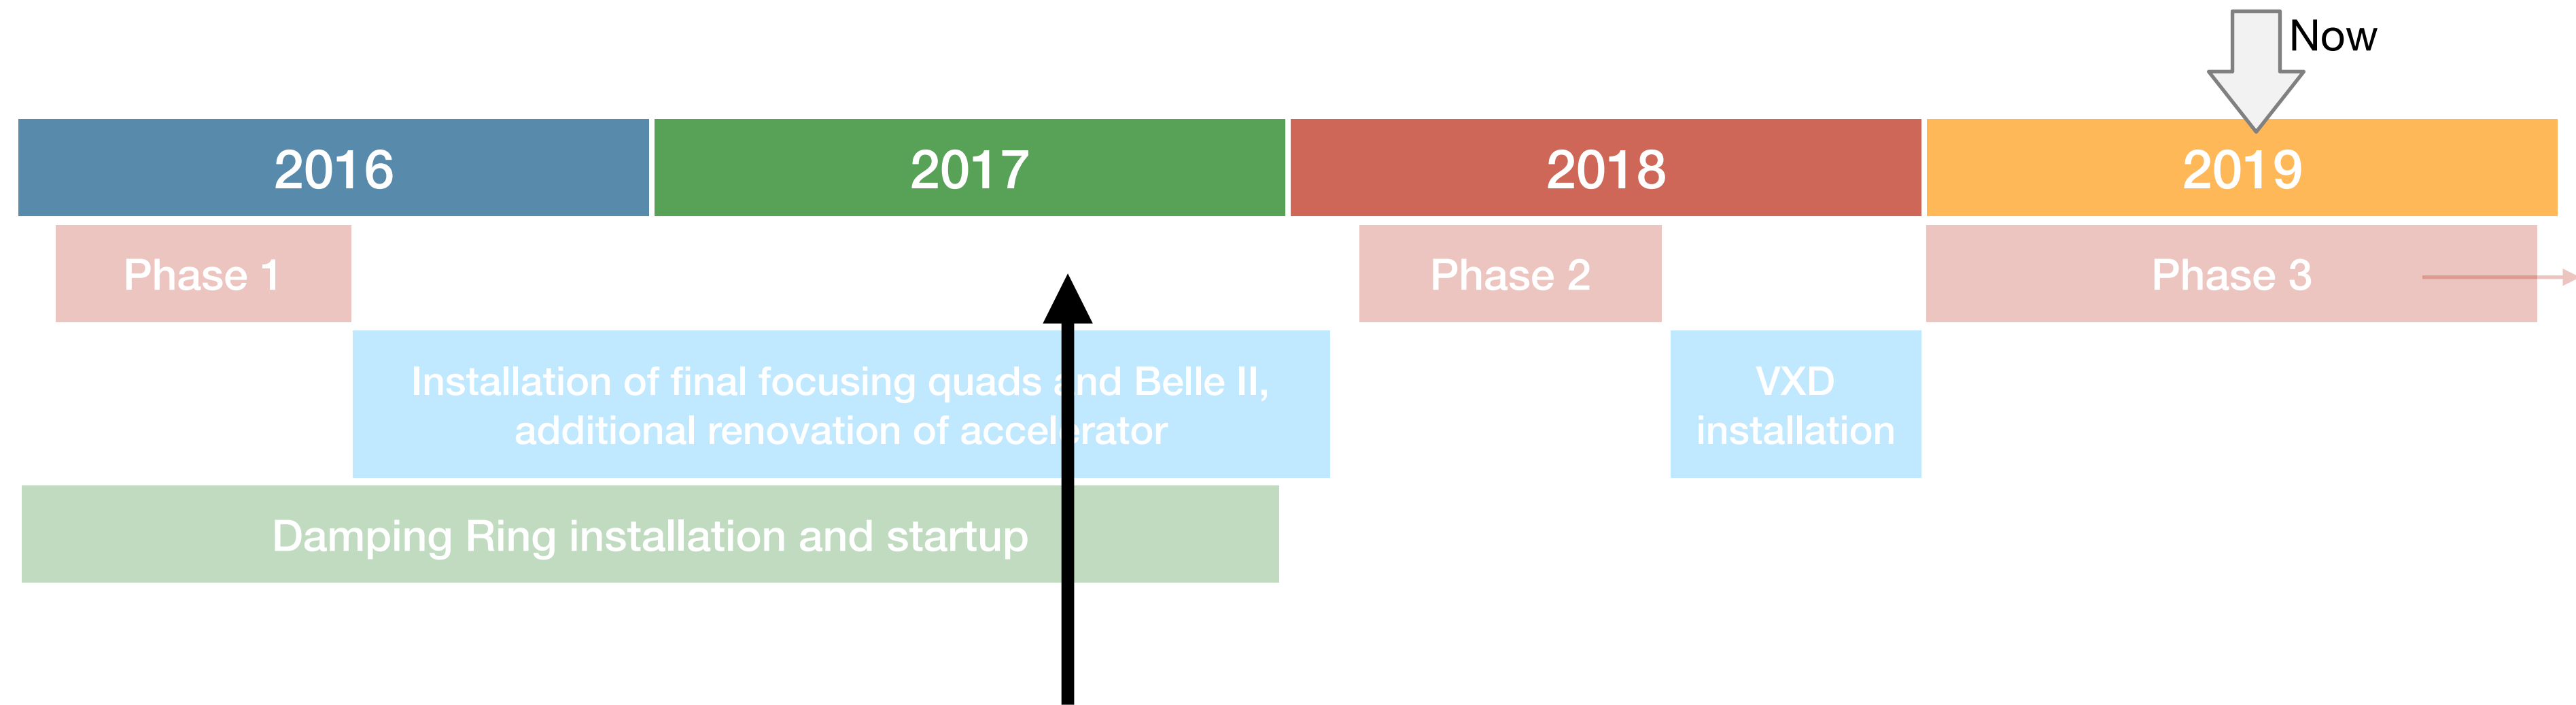 Now
2016
2017
2018
2019
Phase 1
Phase 2
Phase 3
Installation of final focusing quads and Belle II,
additional renovation of accelerator
VXD
installation
Damping Ring installation and startup